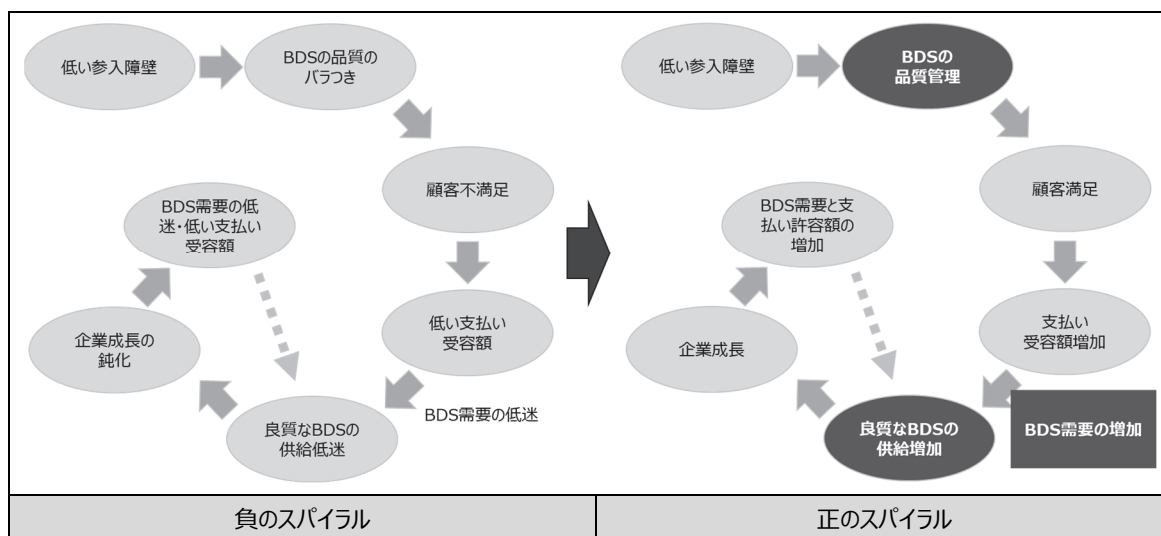 低い参入障壁
BDSの品質の
バラつき
顧客不満足
低い支払い
受容額
BDS需要の低迷
良質なBDSの
供給低迷
企業成長の
鈍化
BDS需要の低
迷・低い支払い
受容額
負のスパイラル
低い参入障壁
BDSの
品質管理
顧客満足
支払い
受容額増加
BDS需要の増加
良質なBDSの
供給増加
企業成長
BDS需要と支
払い許容額の
増加
正のスパイラル